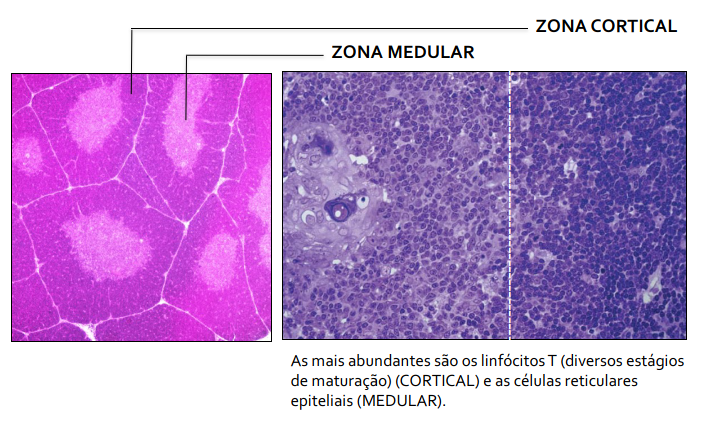 ZONA CORTICAL
ZONA MEDULAR
As mais abundantes são os linfócitos T (diversos estágios
de maturação) (CORTICAL) e as células reticulares
epiteliais (MEDULAR).